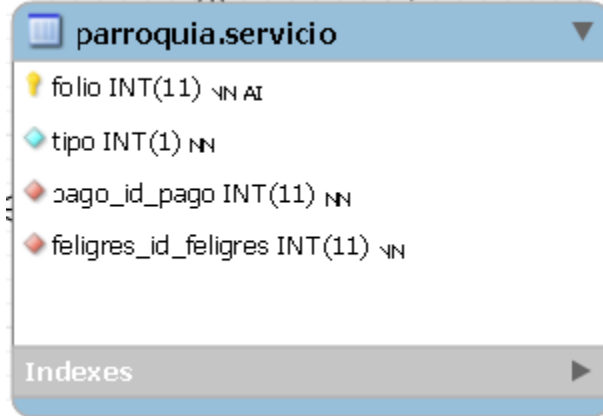 parroquia.servicio
folio INT(11) NN AI
tipo INT(1) NN
pago_id_pago INT(11) NN
feligres_id_feligres INT(11) NN
Indexes